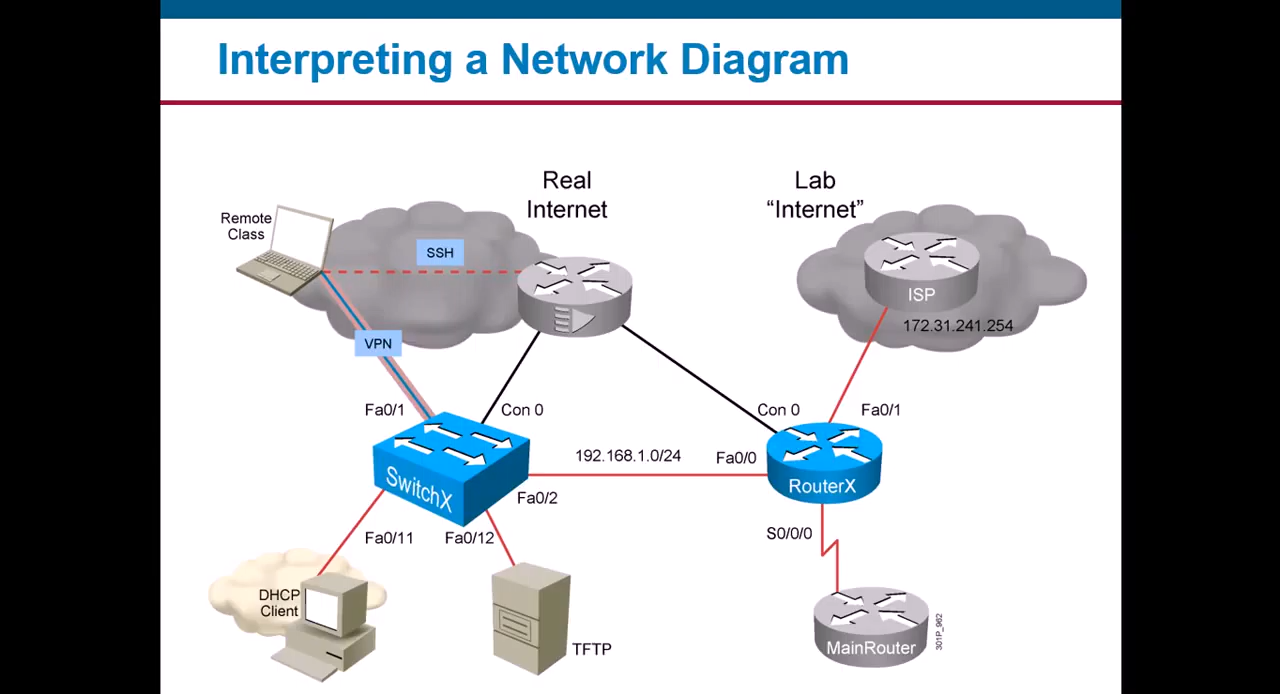 Interpreting a Network Diagram
Real
Internet
Lab
“Internet”
Remote
Class
SSH
ISP
172.31.241.254
VPN
Fa0/1
Con 0
Con 0
Fa0/1
192.168.1.0/24
Fa0/0
SwitchX
RouterX
Fa0/2
Fa0/11
Fa0/12
S0/0/0
DHCP
Client
TFTP
MainRouter
301P_962